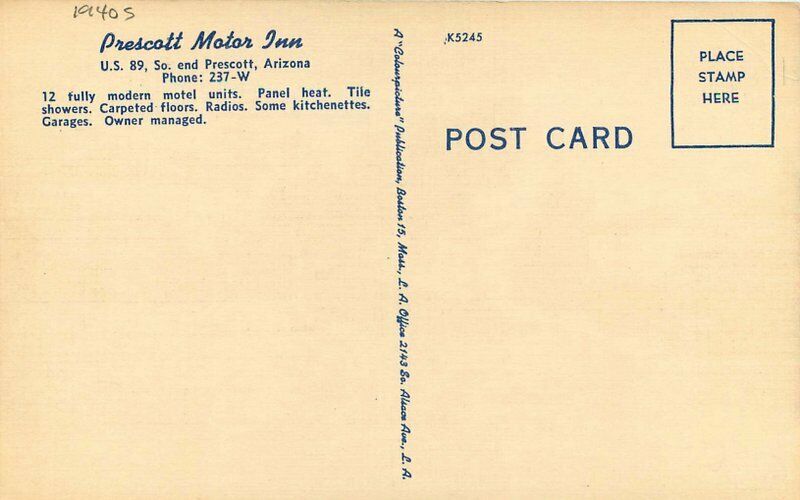 1940s
Prescott Motor Inn
U.S. 89, So. end Prescott, Arizona
Phone: 237-W
12 fully modern motel units. Panel heat. Tile
showers. Carpeted floors. Radios. Some kitchenettes.
Garages. Owner managed.
A "Colourpicture" Publication, Boston 15, Mass., L. A. Office 2143 So. Alsace Ave., L. A.
K5245
POST CARD
PLACE
STAMP
HERE